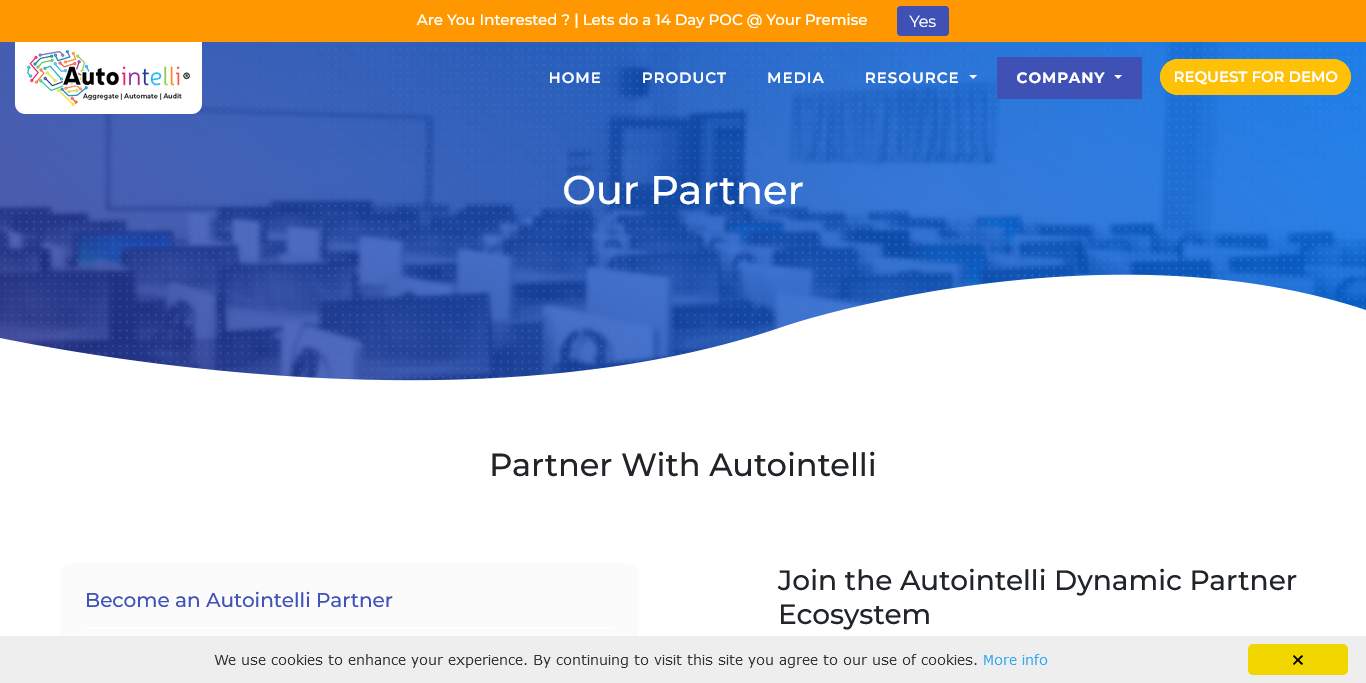 Are You Interested ? | Lets do a 14 Day POC @ Your Premise
Yes
Autointelli®
Aggregate | Automate | Audit
HOME
PRODUCT
MEDIA
RESOURCE
COMPANY
REQUEST FOR DEMO
Our Partner
Partner With Autointelli
Become an Autointelli Partner
Join the Autointelli Dynamic Partner
Ecosystem
We use cookies to enhance your experience. By continuing to visit this site you agree to our use of cookies. More info